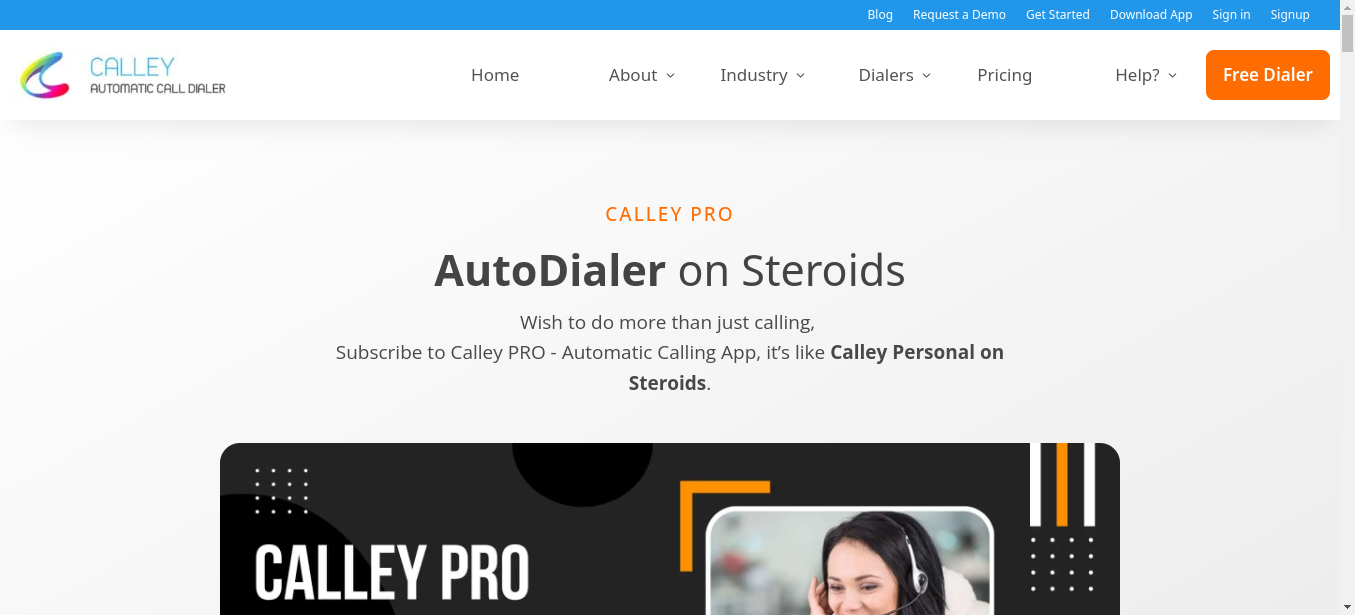 Blog Request a Demo Get Started Download App Sign in Signup
CALLEY
AUTOMATIC CALL DIALER
Home About Industry Dialers Pricing Help? Free Dialer
CALLEY PRO
AutoDialer on Steroids
Wish to do more than just calling,
Subscribe to Calley PRO - Automatic Calling App, it’s like Calley Personal on
Steroids.
CALLEY PRO